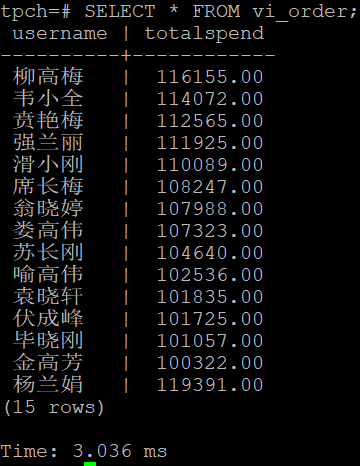 tpch=# SELECT * FROM vi_order;
 username | totalspend
----------+------------
 柳高梅   |  116155.00
 韦小全   |  114072.00
 贲艳梅   |  112565.00
 强兰丽   |  111925.00
 滑小刚   |  110089.00
 席长梅   |  108247.00
 翁晓婷   |  107988.00
 娄高伟   |  107323.00
 苏长刚   |  104640.00
 喻高伟   |  102536.00
 袁晓轩   |  101835.00
 伏成峰   |  101725.00
 毕晓刚   |  101057.00
 金高芳   |  100322.00
 杨兰娟   |  119391.00
(15 rows)
Time: 3.036 ms